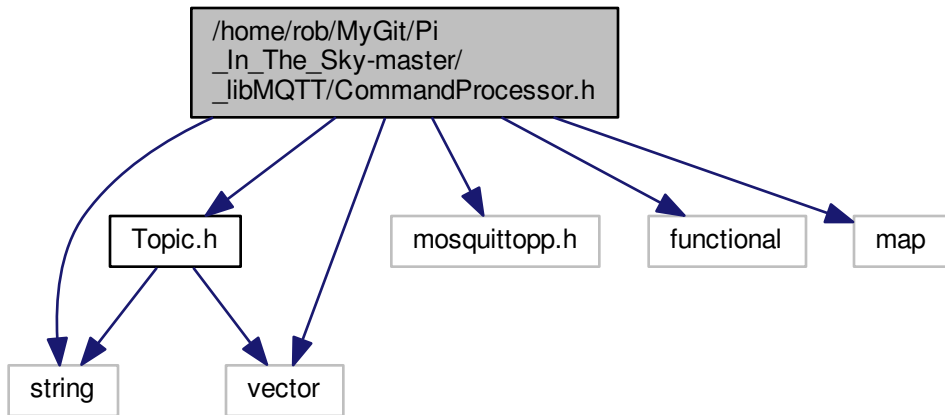 /home/rob/MyGit/Pi
_In_The_Sky-master/
_libMQTT/CommandProcessor.h
Topic.h
mosquittopp.h
functional
map
string
vector